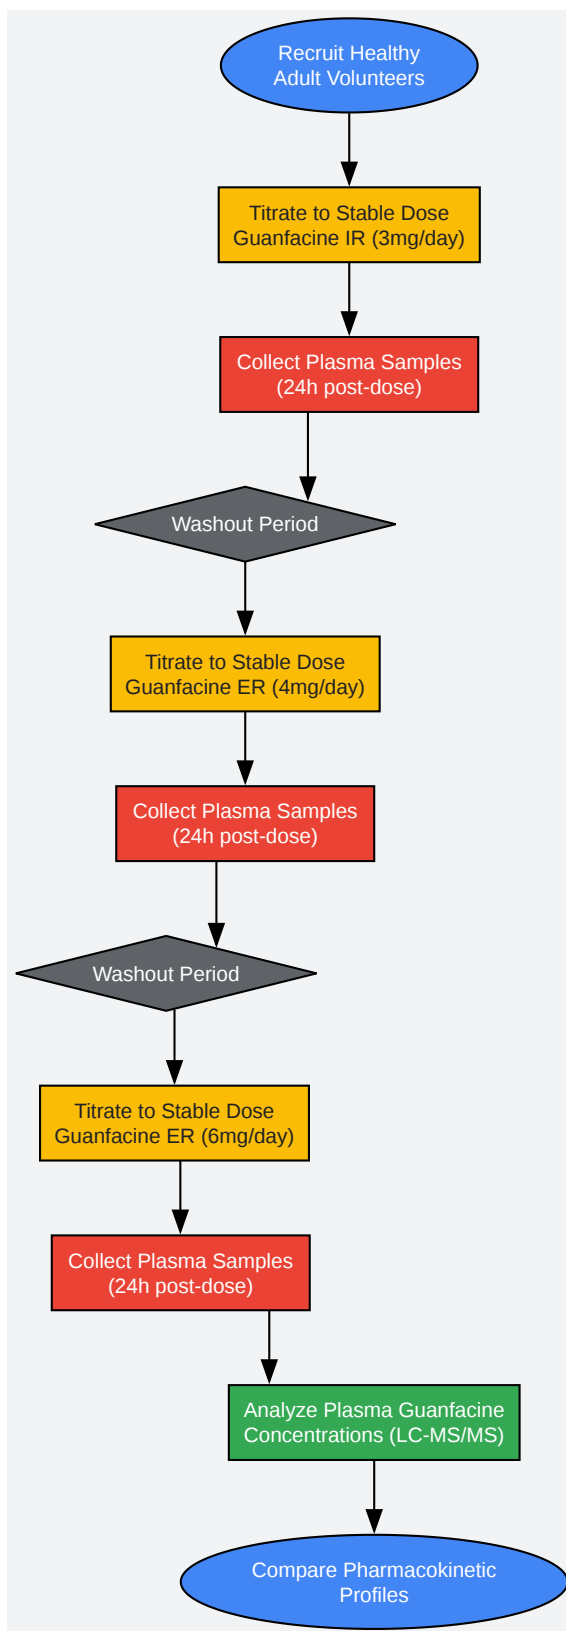 Recruit Healthy
Adult Volunteers
Titrate to Stable Dose
Guanfacine IR (3mg/day)
Collect Plasma Samples
(24h post-dose)
Washout Period
Titrate to Stable Dose
Guanfacine ER (4mg/day)
Collect Plasma Samples
(24h post-dose)
Washout Period
Titrate to Stable Dose
Guanfacine ER (6mg/day)
Collect Plasma Samples
(24h post-dose)
Analyze Plasma Guanfacine
Concentrations (LC-MS/MS)
Compare Pharmacokinetic
Profiles